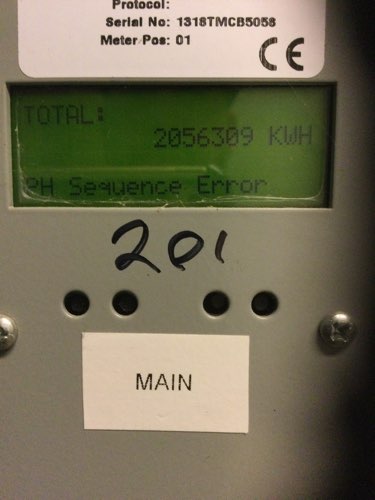 Protocol:
Serial No: 1318TMCB5058
Meter Pos: 01
CE
TOTAL:
2056309 KWH
PH Sequence Error
201
MAIN